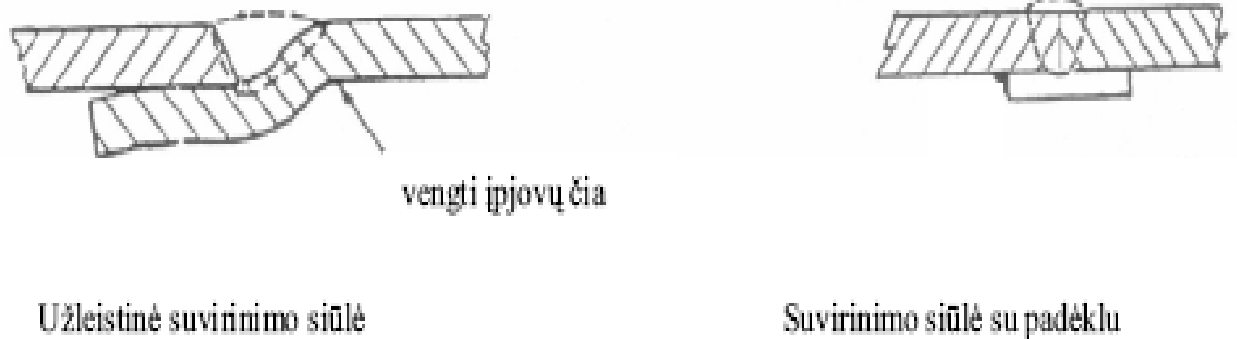 vengti įpjovų čia
Užleistinė suvirinimo siūlė
Suvirinimo siūlė su padėklu